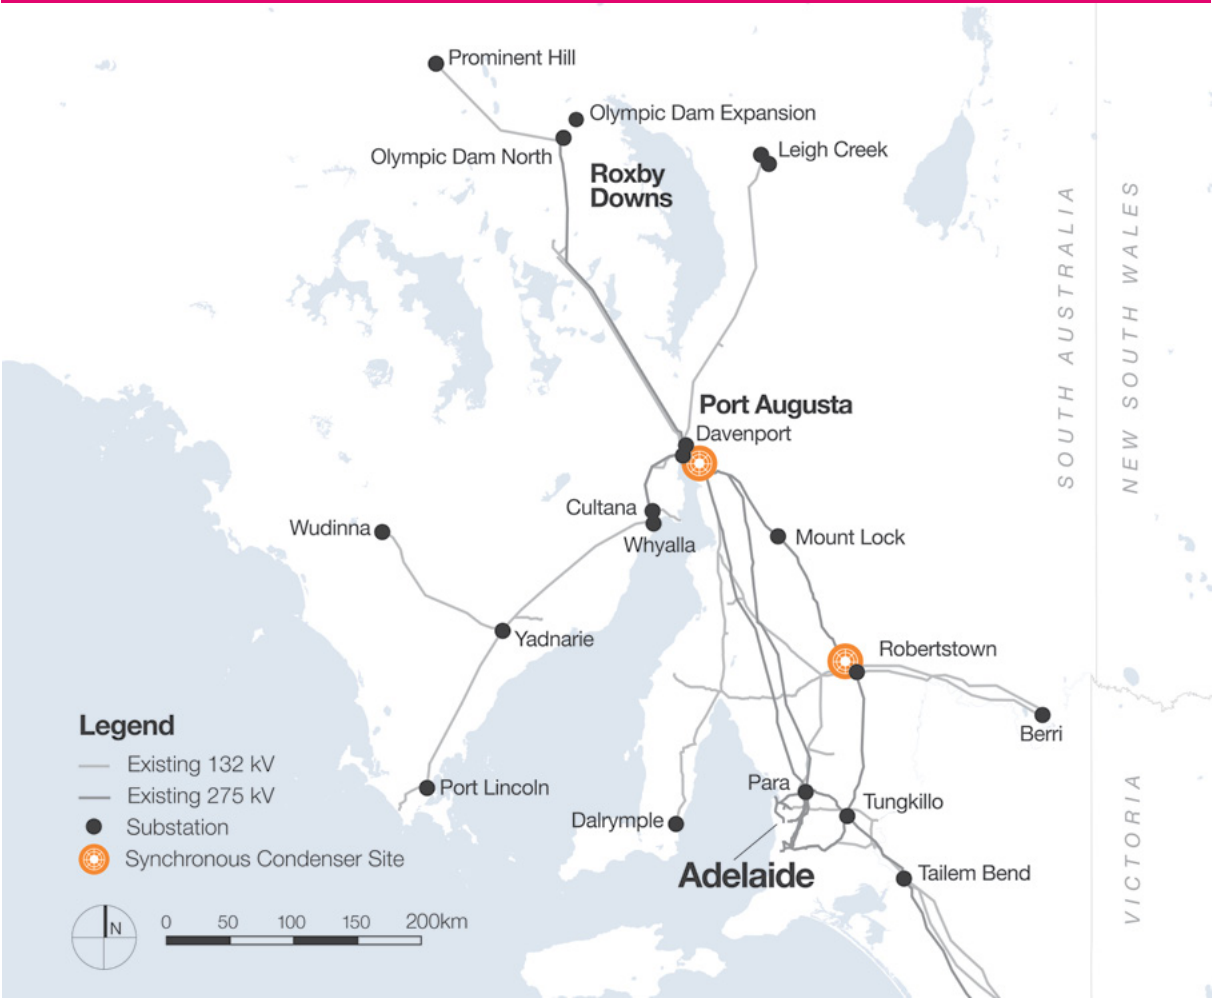 Prominent Hill
Olympic Dam Expansion
Olympic Dam North
Leigh Creek
Roxby
Downs
SOUTH AUSTRALIA
NEW SOUTH WALES
Port Augusta
Davenport
Cultana
Wudinna
Whyalla
Mount Lock
Yadnarie
Robertstown
Berri
Legend
Existing 132 kV
Existing 275 kV
Substation
Synchronous Condenser Site
Port Lincoln
Para
Tungkillo
Dalrymple
Adelaide
Tailem Bend
VICTORIA
N
0 50 100 150 200km